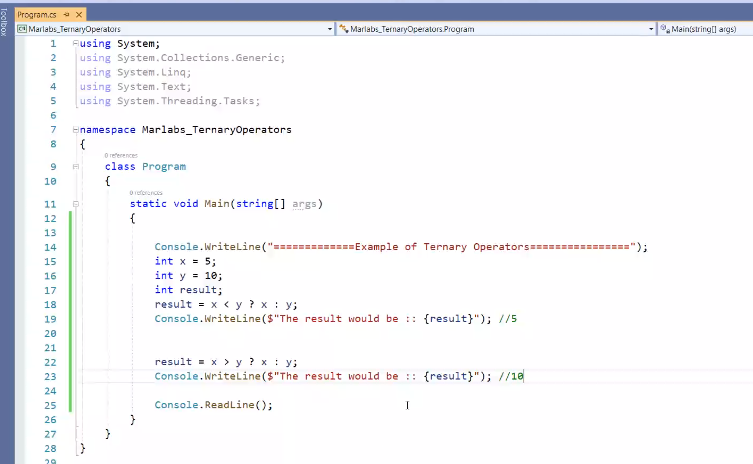 Toolbox
Program.cs
Marlabs_TernaryOperators
Marlabs_TernaryOperators.Program
Main(string[] args)
1 using System;
2 using System.Collections.Generic;
3 using System.Linq;
4 using System.Text;
5 using System.Threading.Tasks;
6
7 namespace Marlabs_TernaryOperators
8 {
0 references
9 class Program
10 {
0 references
11 static void Main(string[] args)
12 {
13
14 Console.WriteLine("=============Example of Ternary Operators================");
15 int x = 5;
16 int y = 10;
17 int result;
18 result = x < y ? x : y;
19 Console.WriteLine($"The result would be :: {result}"); //5
20
21
22 result = x > y ? x : y;
23 Console.WriteLine($"The result would be :: {result}"); //10
24
25 Console.ReadLine();
26 }
27 }
28 }
29